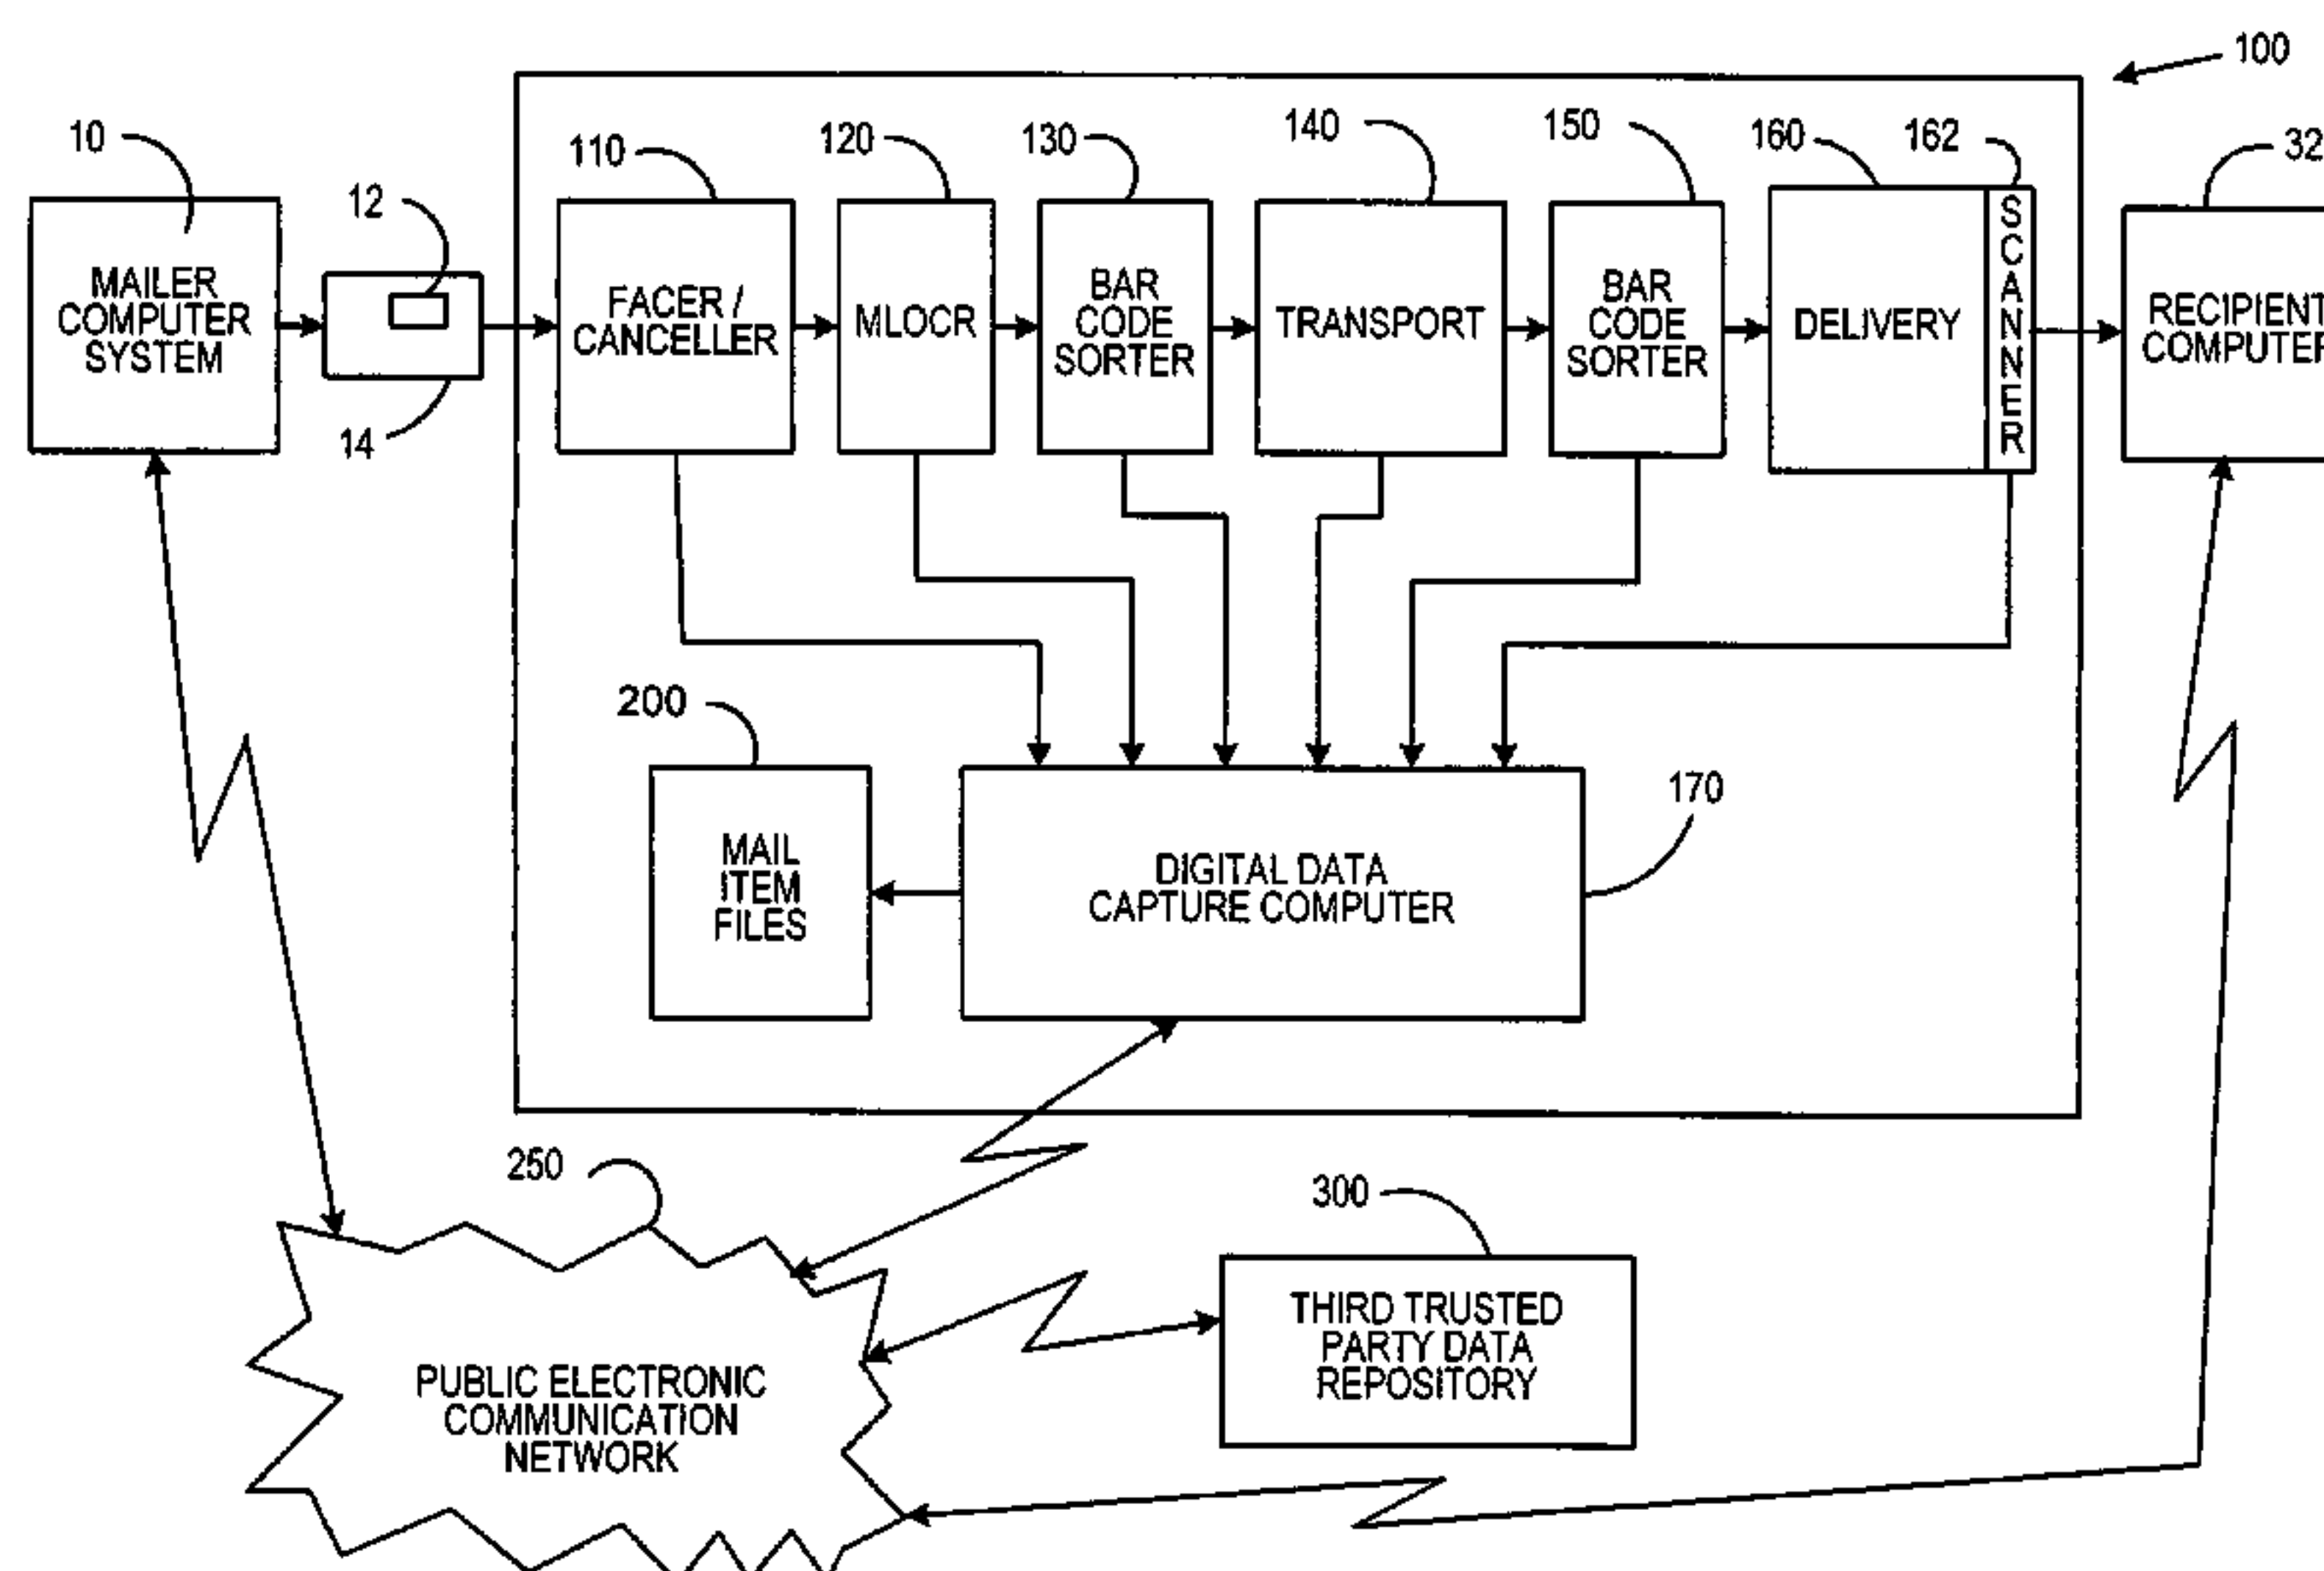 100
10
12
110
120
130
140
150
160
162
32
MAILER
COMPUTER
SYSTEM
14
FACER /
CANCELLER
MLOCR
BAR
CODE
SORTER
TRANSPORT
BAR
CODE
SORTER
DELIVERY
SCANNER
RECIPIENT
COMPUTER
200
170
MAIL
ITEM
FILES
DIGITAL DATA
CAPTURE COMPUTER
250
300
THIRD TRUSTED
PARTY DATA
REPOSITORY
PUBLIC ELECTRONIC
COMMUNICATION
NETWORK